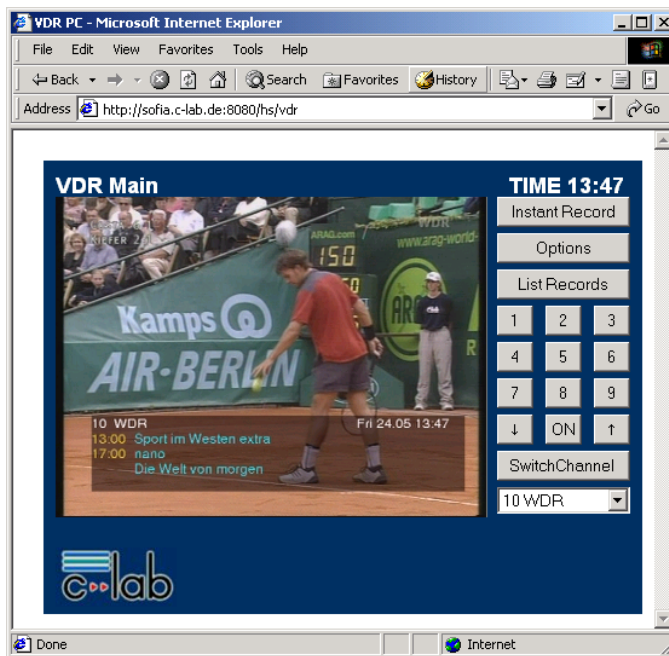 VDR PC - Microsoft Internet Explorer
File Edit View Favorites Tools Help
Back Search Favorites History
Address http://sofia.c-lab.de:8080/hs/vdr Go
VDR Main TIME 13:47
Instant Record
Options
List Records
1 2 3
4 5 6
7 8 9
↓ ON ↑
SwitchChannel
10 WDR
KIEFER 2
WDR
ARAG.COM
www.arag-world-
150
Kamps
AIR-BERLIN
10 WDR Fri 24.05 13:47
13:00 Sport im Westen extra
17:00 nano
Die Welt von morgen
c lab
Done Internet